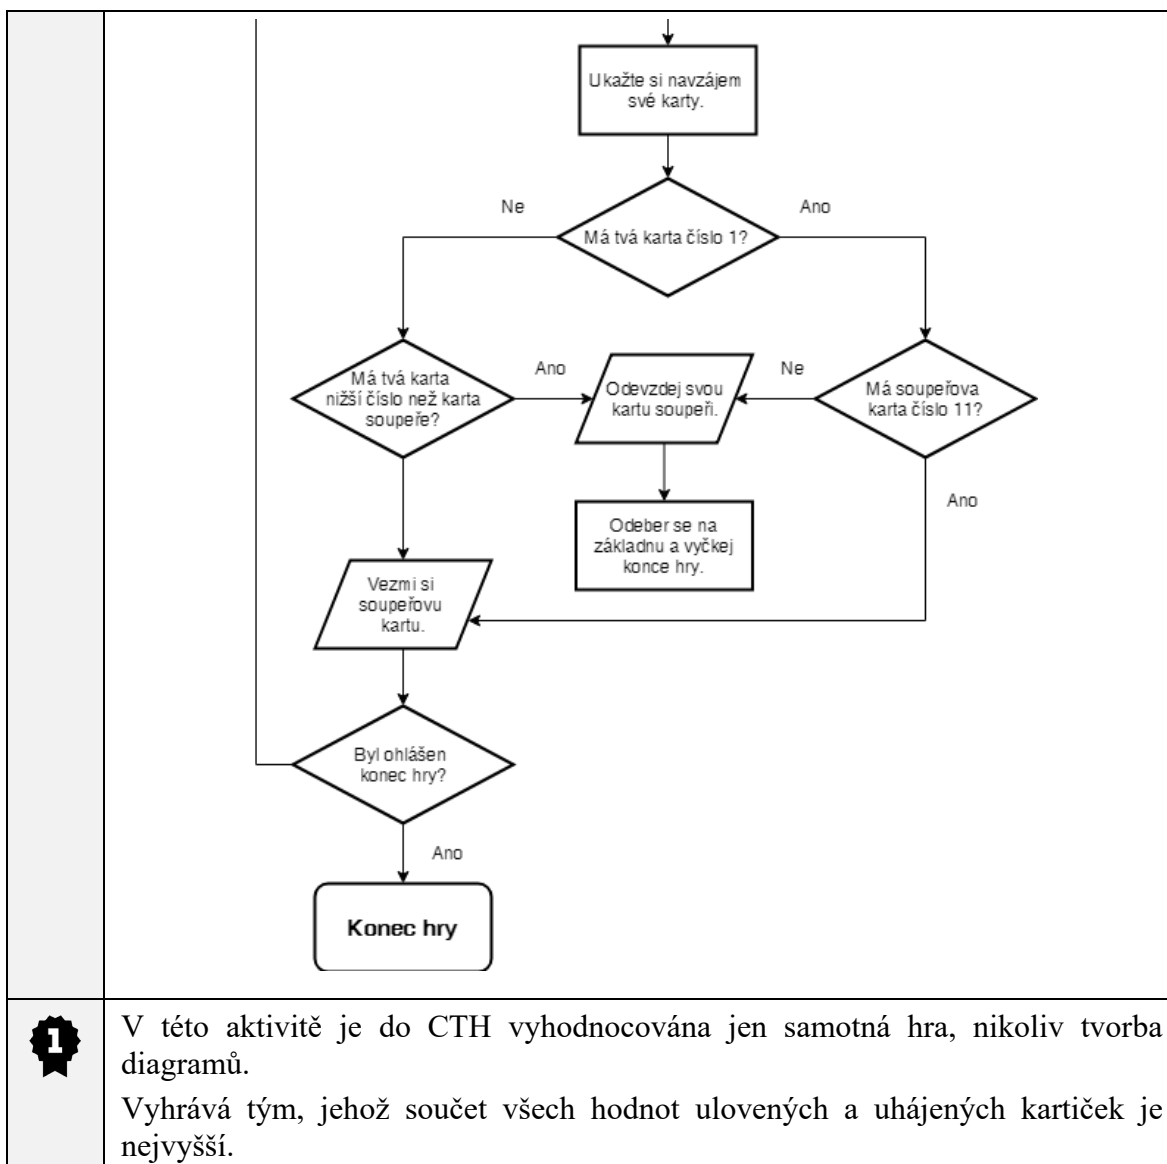 Ukažte si navzájem
své karty.
Ne
Ano
Má tvá karta číslo 1?
Má tvá karta
nižší číslo než karta
soupeře?
Ano
Odevzdej svou
kartu soupeři.
Ne
Má soupeřova
karta číslo 11?
Ano
Odeber se na
základnu a vyčkej
konce hry.
Vezmi si
soupeřovu
kartu.
Byl ohlášen
konec hry?
Ano
Konec hry
1
V této aktivitě je do CTH vyhodnocována jen samotná hra, nikoliv tvorba
diagramů.
Vyhrává tým, jehož součet všech hodnot ulovených a uhájených kartiček je
nejvyšší.